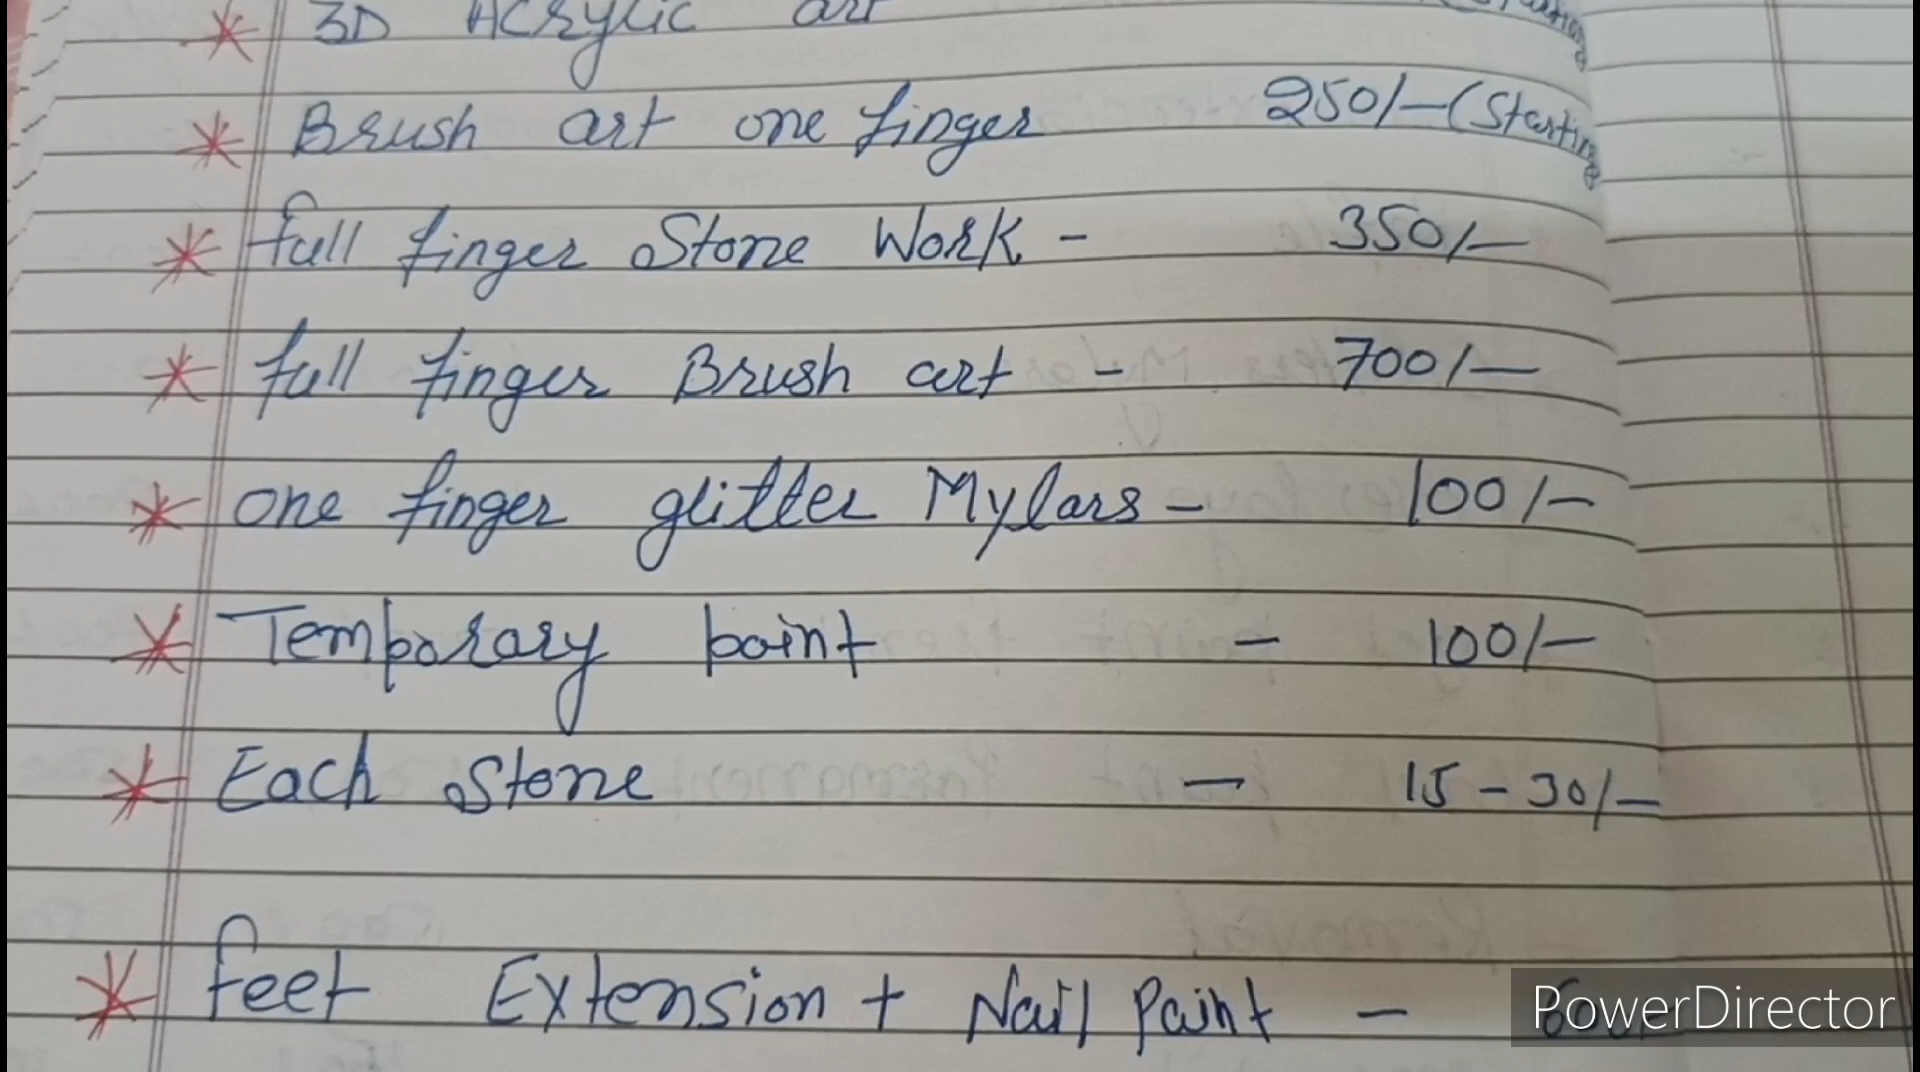 * 3D Acrylic art
* Brush art one finger 250/- (Starting
* full finger Stone Work - 350/-
* full finger Brush art - 700/-
* one finger glitter Mylars - 100/-
* Temporary paint - 100/-
* Each Stone - 15 - 30/-
* feet Extension + Nail Paint -
PowerDirector